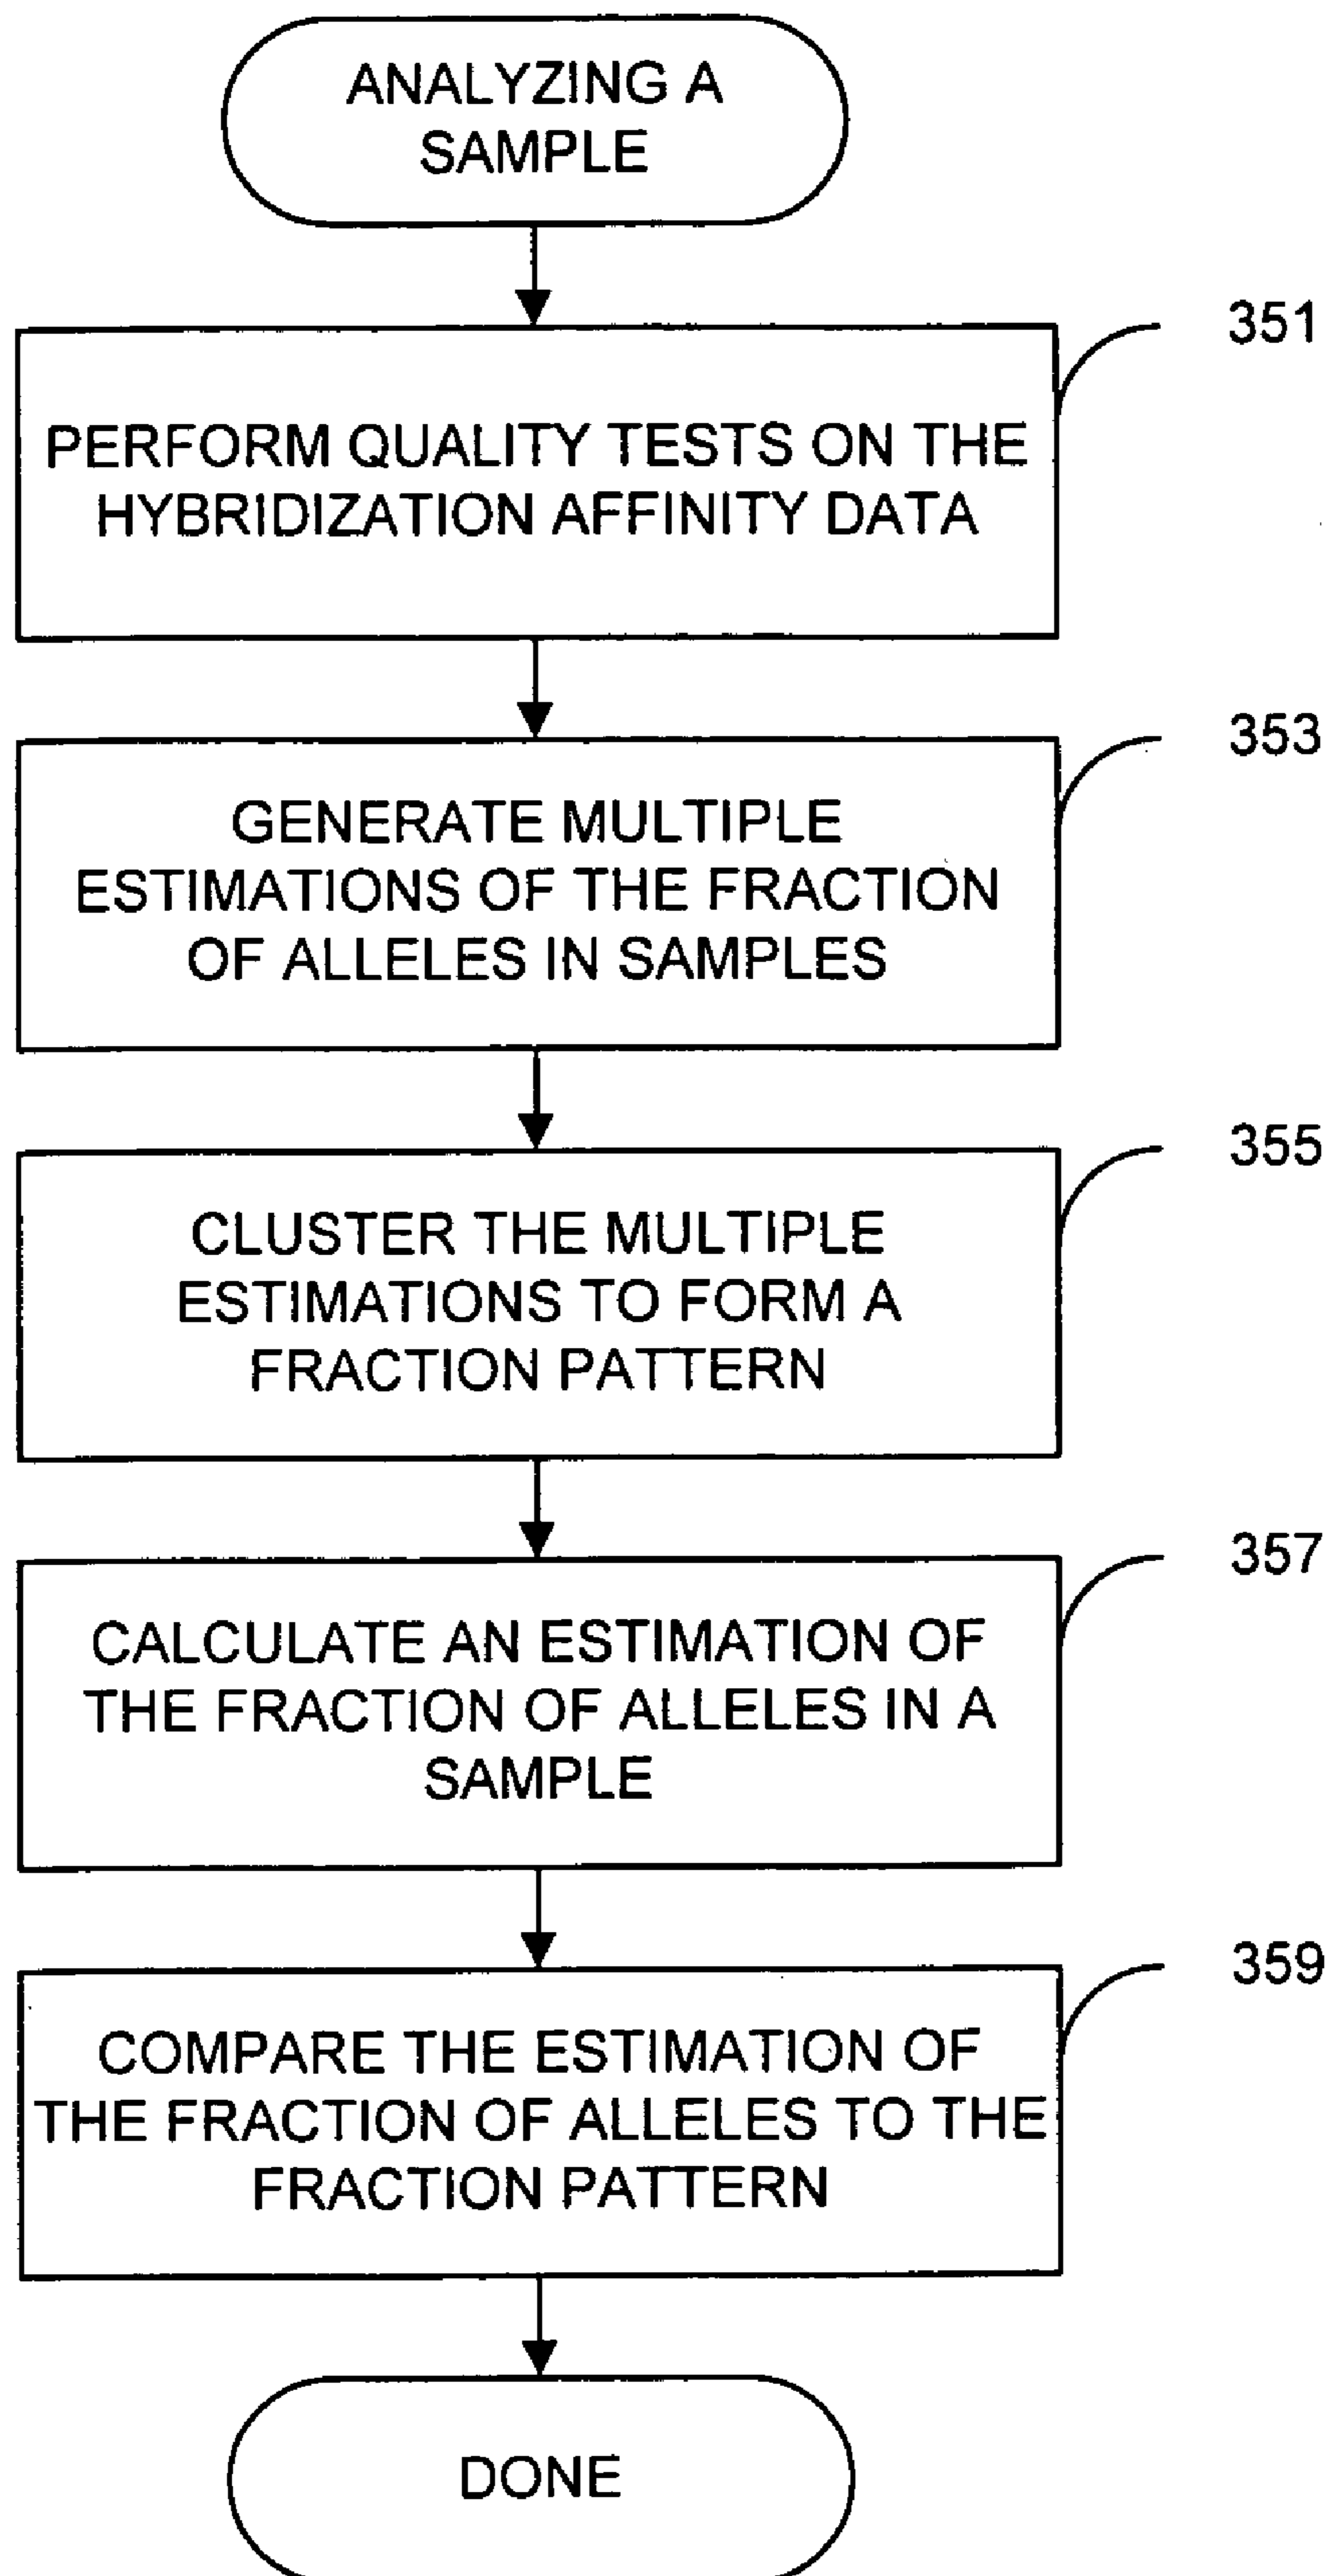 ANALYZING A
SAMPLE
351
PERFORM QUALITY TESTS ON THE
HYBRIDIZATION AFFINITY DATA
353
GENERATE MULTIPLE
ESTIMATIONS OF THE FRACTION
OF ALLELES IN SAMPLES
355
CLUSTER THE MULTIPLE
ESTIMATIONS TO FORM A
FRACTION PATTERN
357
CALCULATE AN ESTIMATION OF
THE FRACTION OF ALLELES IN A
SAMPLE
359
COMPARE THE ESTIMATION OF
THE FRACTION OF ALLELES TO THE
FRACTION PATTERN
DONE